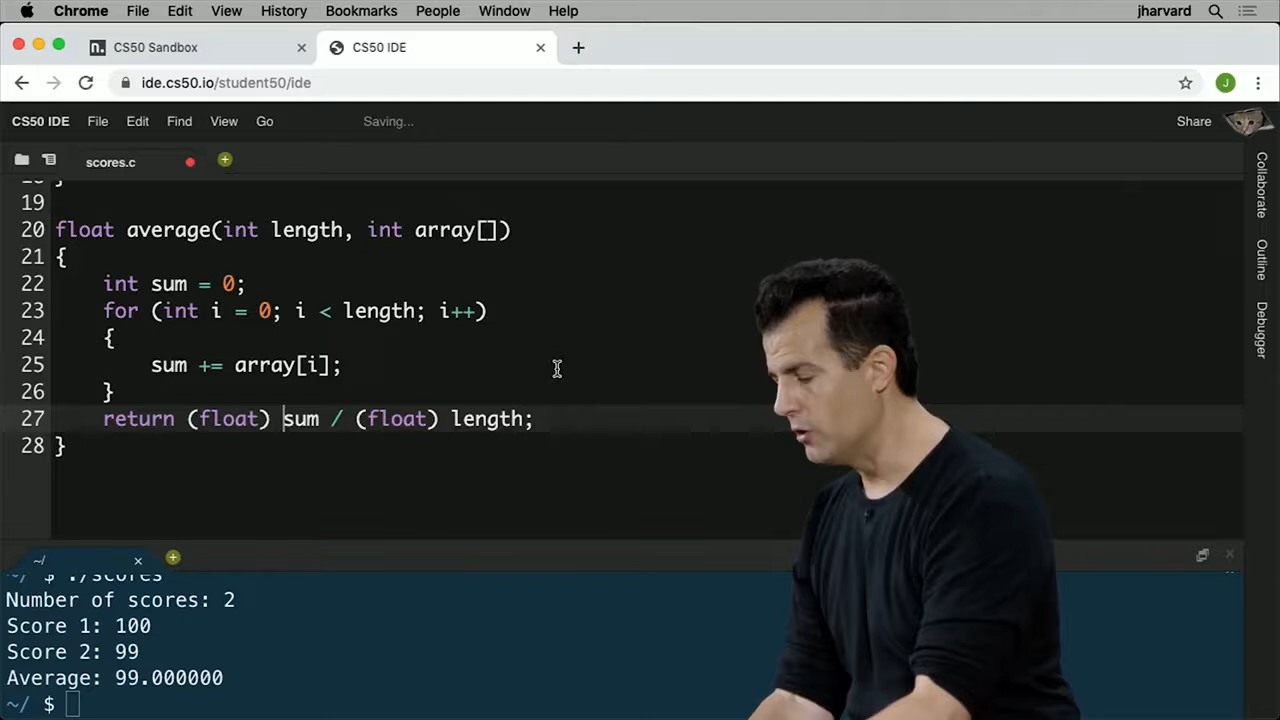 Chrome File Edit View History Bookmarks People Window Help jharvard
CS50 Sandbox CS50 IDE
ide.cs50.io/student50/ide J
CS50 IDE File Edit Find View Go Saving... Share
scores.c
Collaborate
Outline
Debugger
19
20 float average(int length, int array[])
21 {
22 int sum = 0;
23 for (int i = 0; i < length; i++)
24 {
25 sum += array[i];
26 }
27 return (float) sum / (float) length;
28 }
~/
~/ $ ./scores
Number of scores: 2
Score 1: 100
Score 2: 99
Average: 99.000000
~/ $